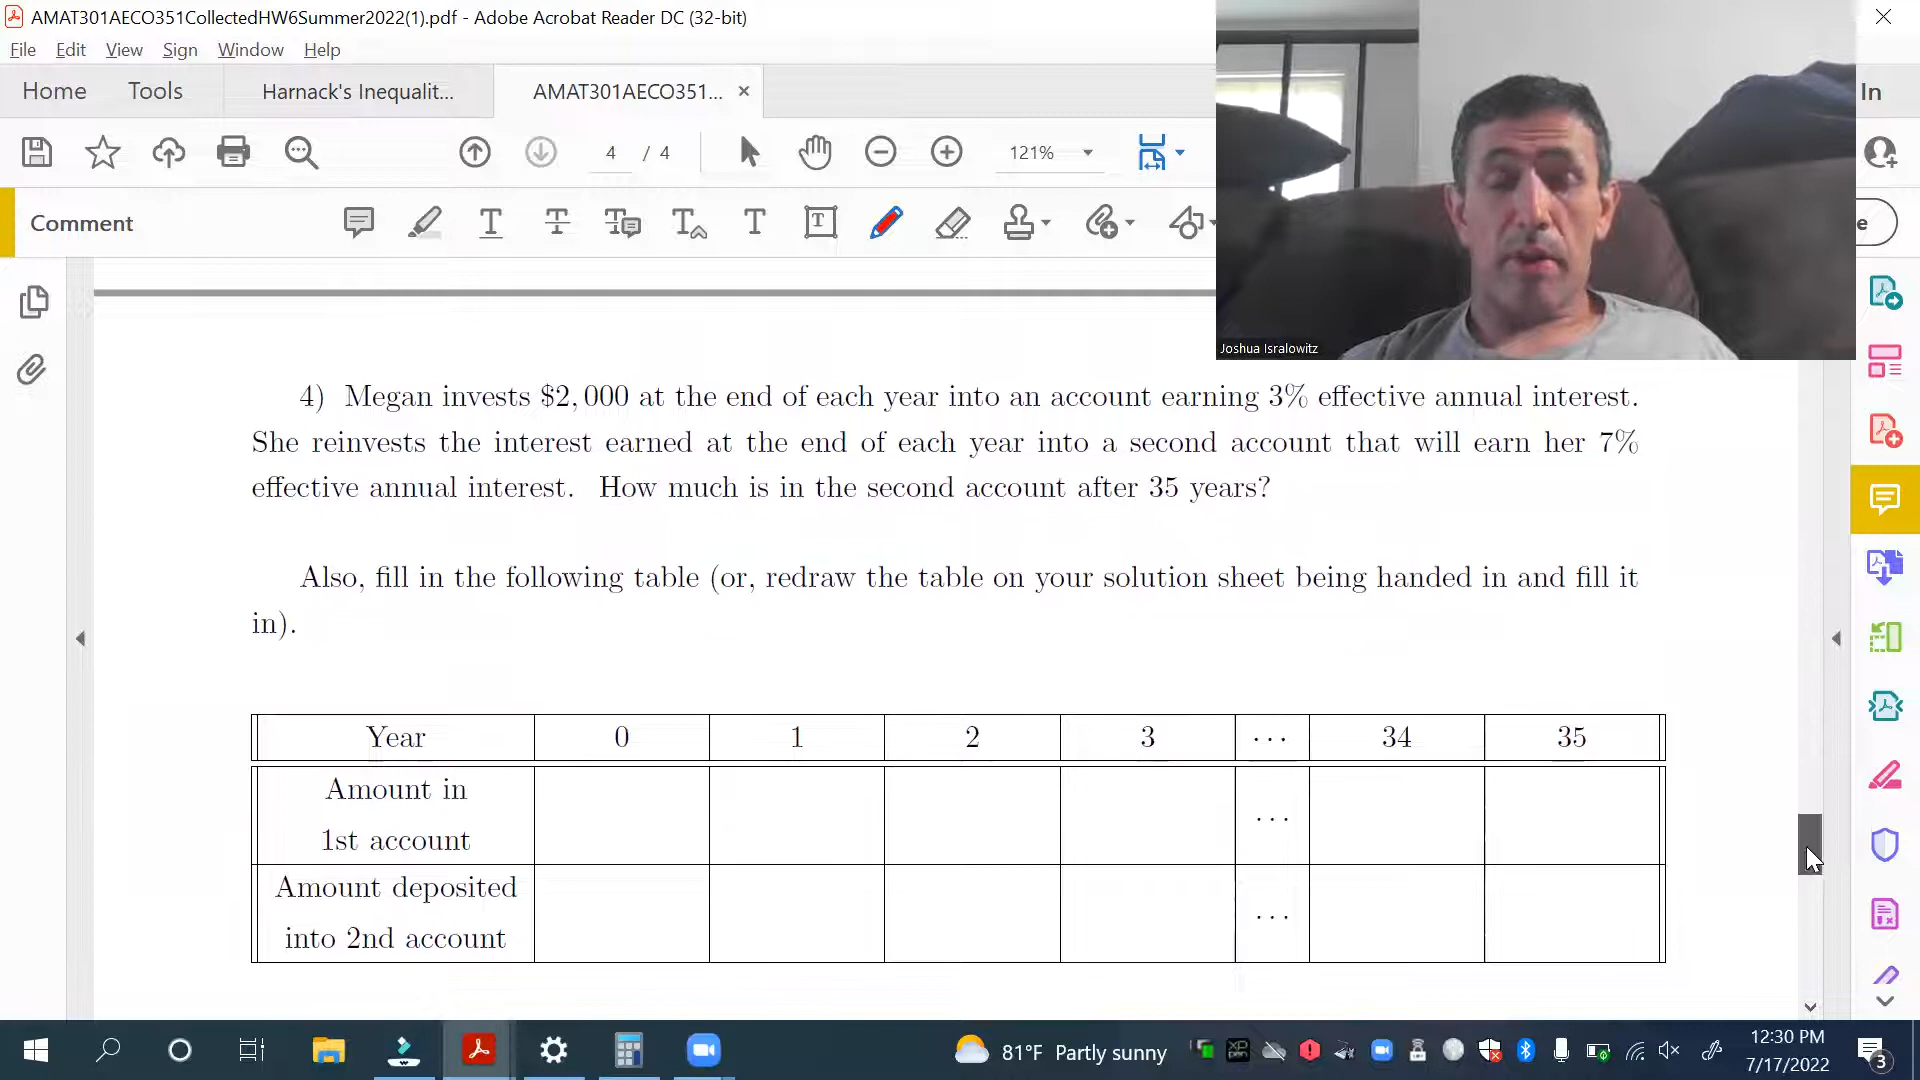 AMAT301AECO351CollectedHW6Summer2022(1).pdf - Adobe Acrobat Reader DC (32-bit)
File Edit View Sign Window Help
Home Tools Harnack's Inequalit... AMAT301AECO351... × In
4 / 4 121%
Comment e
Joshua Isralowitz
4) Megan invests $2,000 at the end of each year into an account earning 3% effective annual interest.
She reinvests the interest earned at the end of each year into a second account that will earn her 7%
effective annual interest. How much is in the second account after 35 years?
Also, fill in the following table (or, redraw the table on your solution sheet being handed in and fill it
in).
Year 0 1 2 3 ... 34 35
Amount in
1st account
...
Amount deposited
into 2nd account
...
81°F Partly sunny
12:30 PM
7/17/2022
3